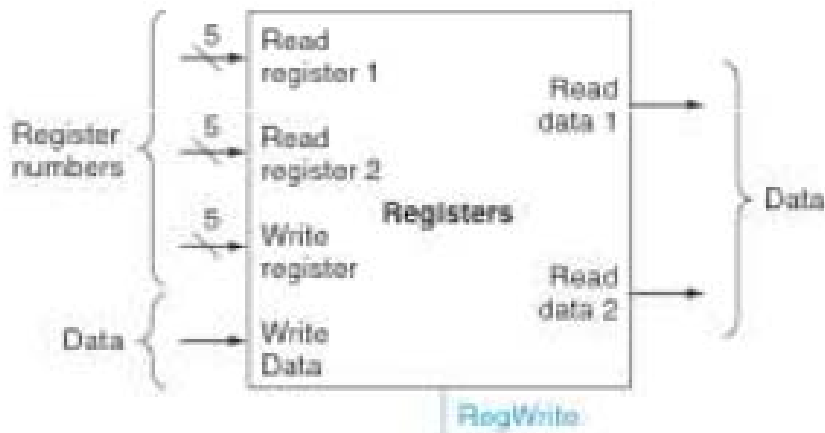 5
Read
register 1
5
Read
register 2
5
Write
register
Write
Data
Register
numbers
Data
Registers
Read
data 1
Read
data 2
Data
RegWrite